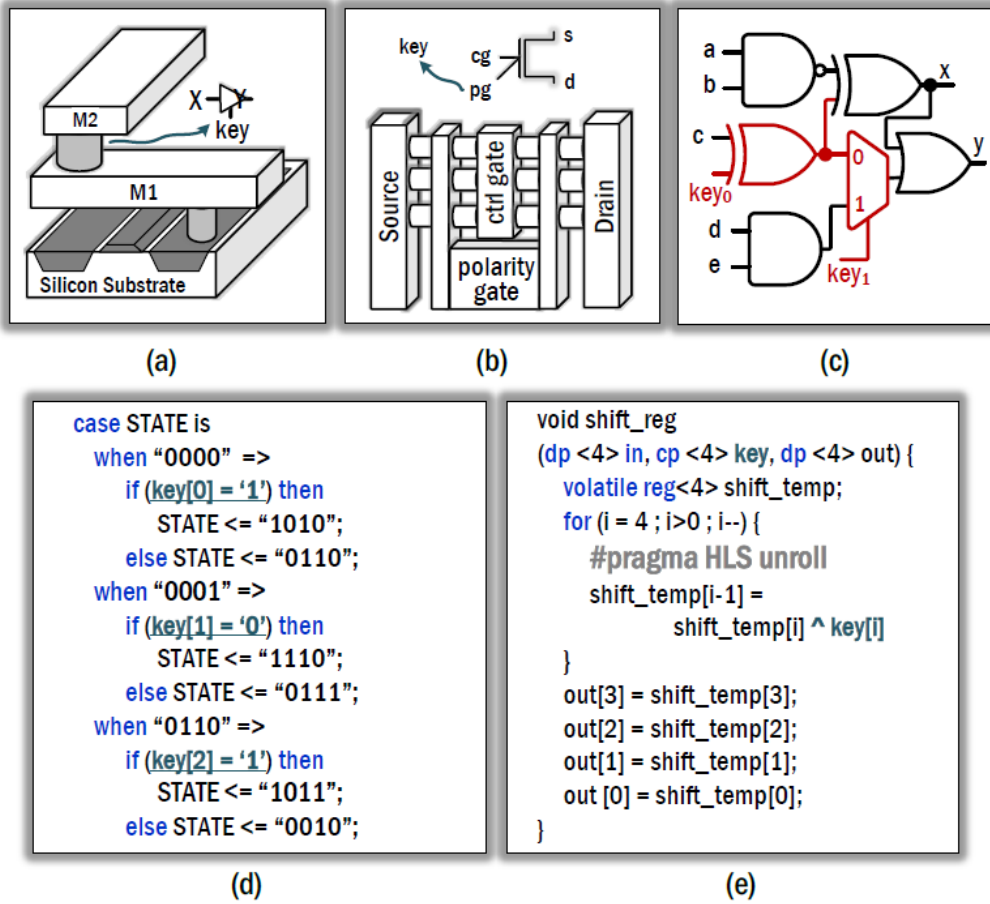 M2
X
Y
key
M1
Silicon Substrate
(a)
key
cg
pg
s
d
Source
ctrl gate
Drain
polarity
gate
(b)
a
b
x
c
0
y
key0
1
d
e
key1
(c)
case STATE is
when “0000” =>
if (key[0] = ‘1’) then
STATE <= “1010”;
else STATE <= “0110”;
when “0001” =>
if (key[1] = ‘0’) then
STATE <= “1110”;
else STATE <= “0111”;
when “0110” =>
if (key[2] = ‘1’) then
STATE <= “1011”;
else STATE <= “0010”;
(d)
void shift_reg
(dp <4> in, cp <4> key, dp <4> out) {
volatile reg<4> shift_temp;
for (i = 4 ; i>0 ; i--) {
#pragma HLS unroll
shift_temp[i-1] =
shift_temp[i] ^ key[i]
}
out[3] = shift_temp[3];
out[2] = shift_temp[2];
out[1] = shift_temp[1];
out [0] = shift_temp[0];
}
(e)